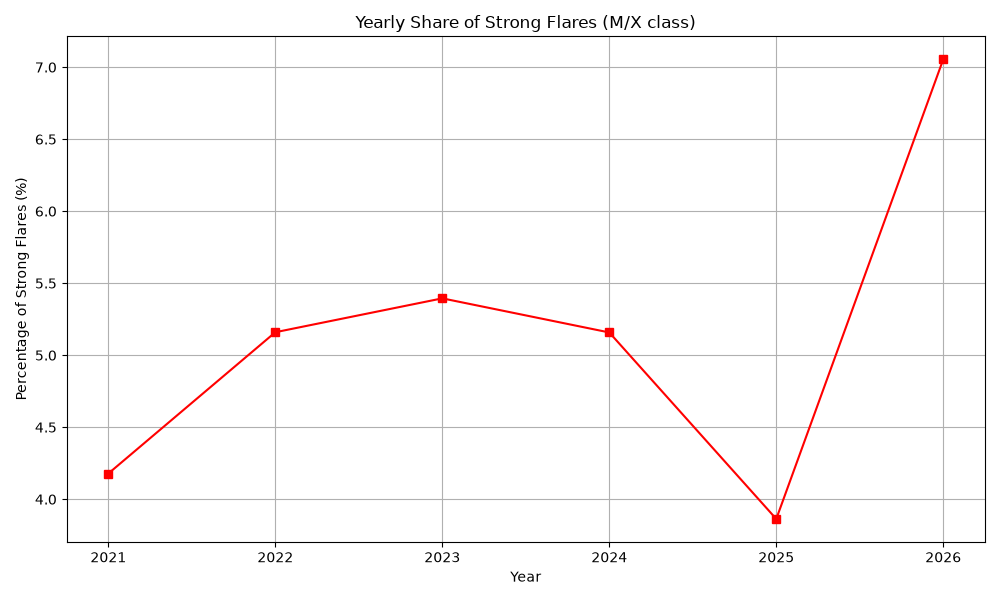 Yearly Share of Strong Flares (M/X class)
Percentage of Strong Flares (%)
7.0
6.5
6.0
5.5
5.0
4.5
4.0
2021 2022 2023 2024 2025 2026
Year